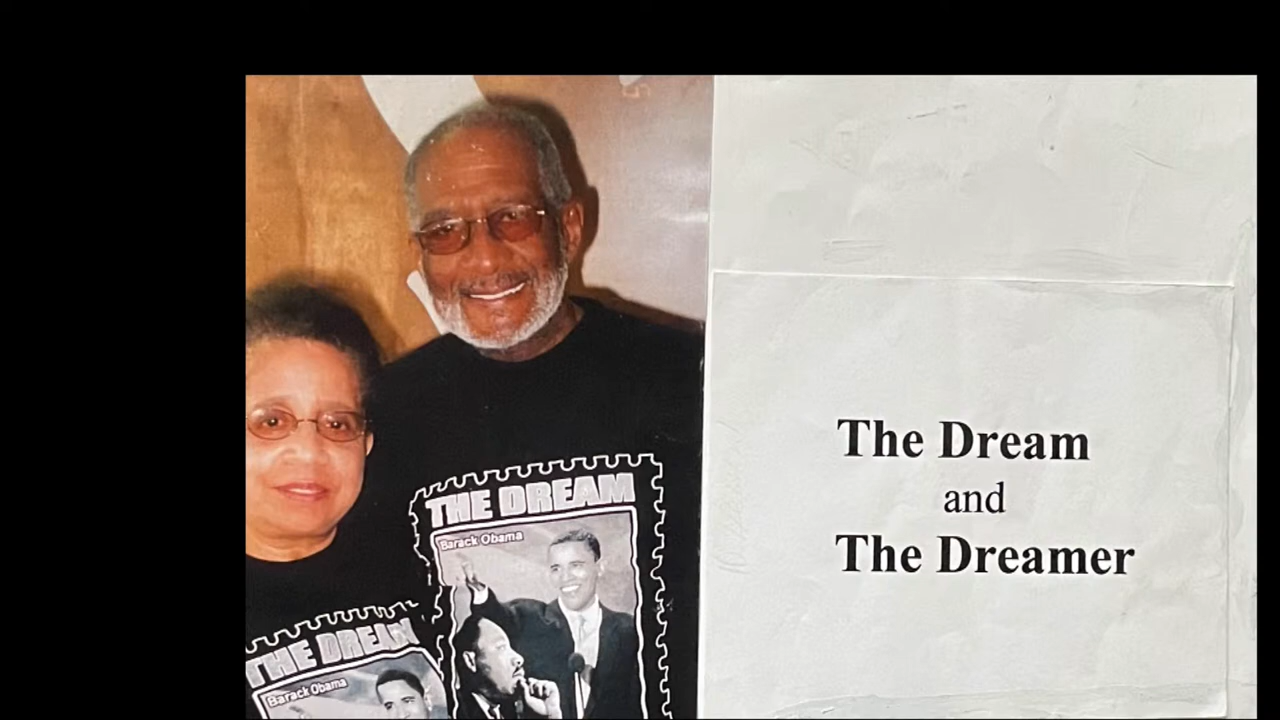 THE DREAM
Barack Obama
THE DREAM
Barack Obama
The Dream
and
The Dreamer